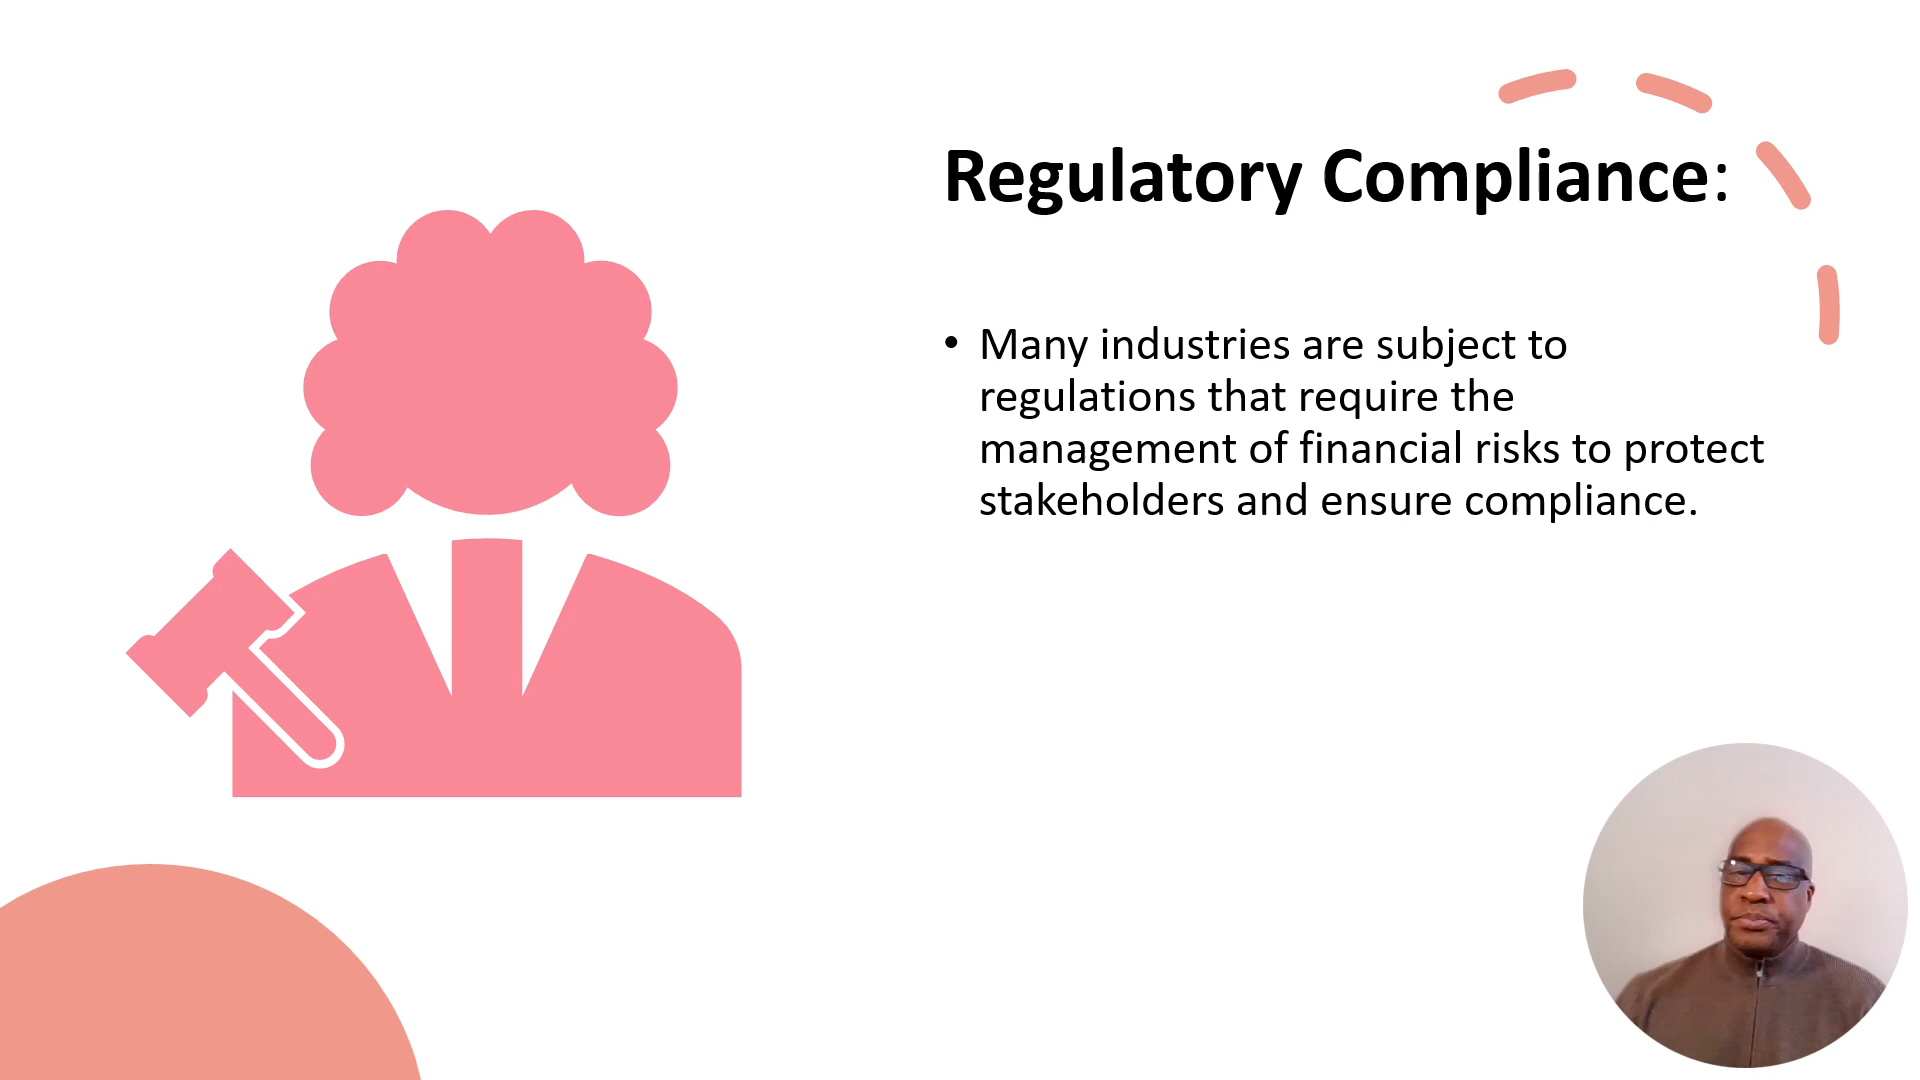 Regulatory Compliance:
• Many industries are subject to
regulations that require the
management of financial risks to protect
stakeholders and ensure compliance.